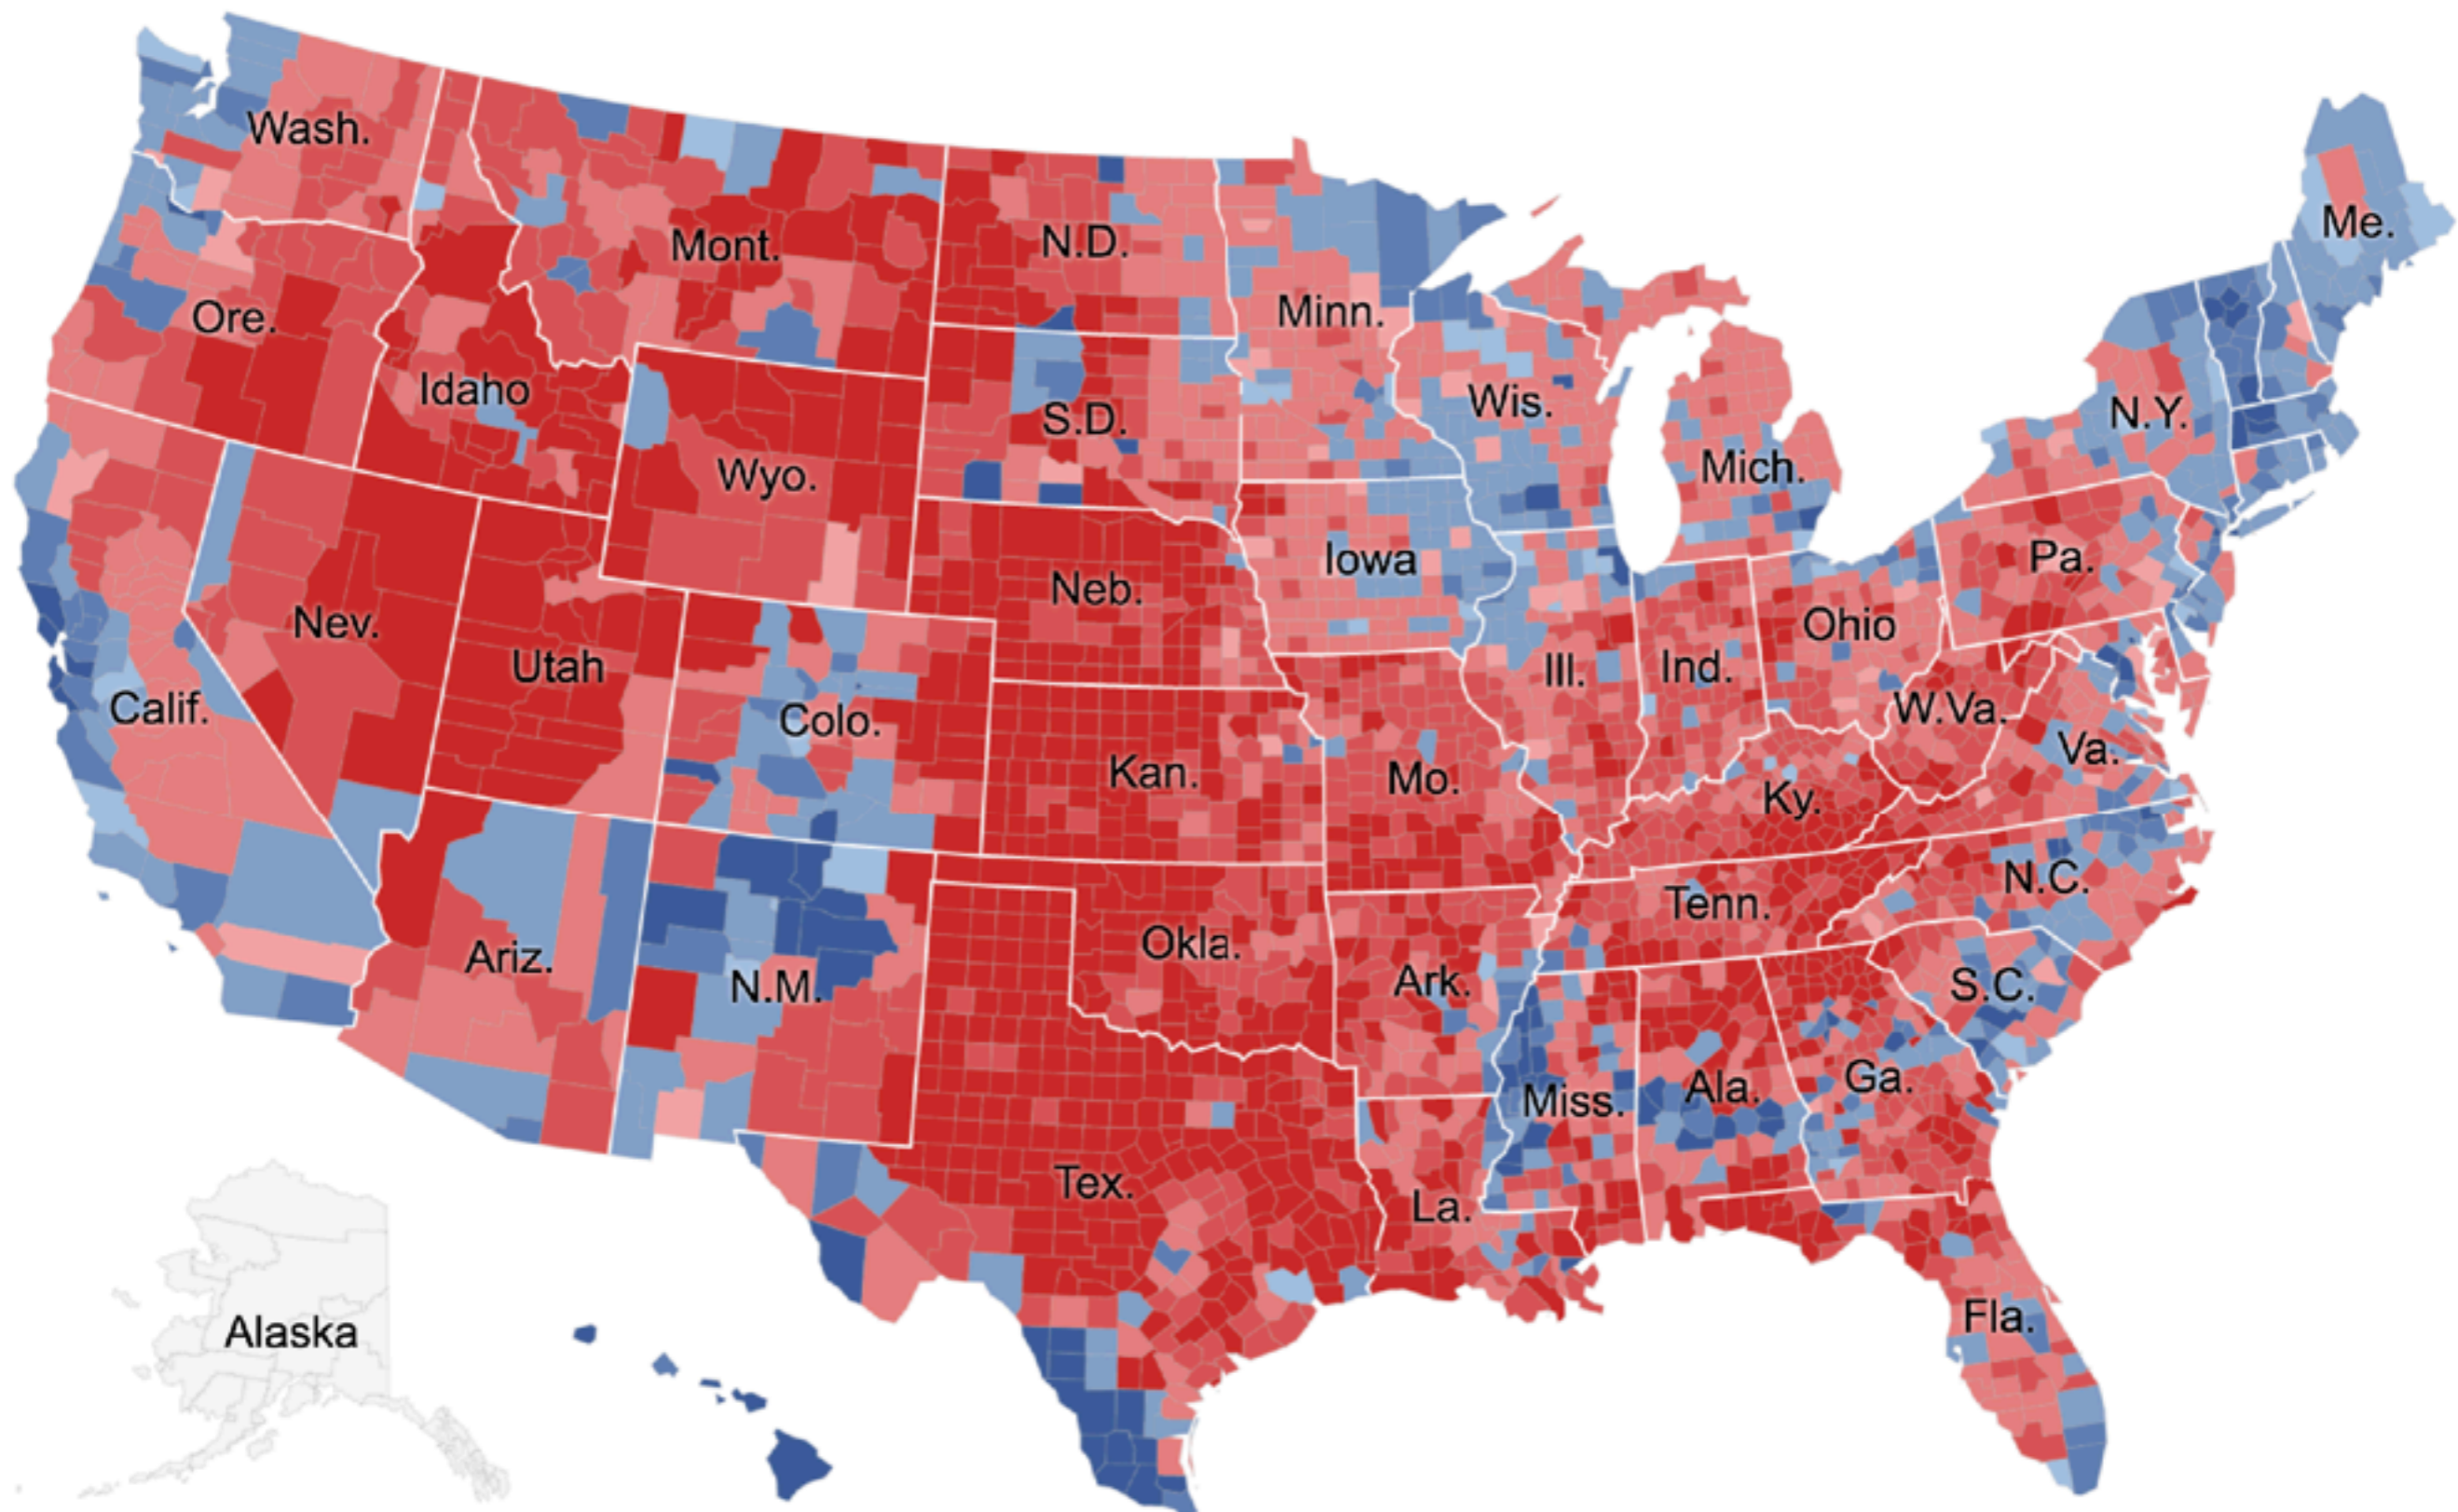 Wash.
Me.
Mont.
N.D.
Ore.
Minn.
Idaho
Wis.
S.D.
N.Y.
Wyo.
Mich.
Iowa
Pa.
Neb.
Nev.
Ohio
Utah
Ill.
Ind.
Calif.
Colo.
W.Va.
Va.
Kan.
Mo.
Ky.
N.C.
Tenn.
Okla.
Ariz.
N.M.
Ark.
S.C.
Miss.
Ala.
Ga.
Tex.
La.
Fla.
Alaska